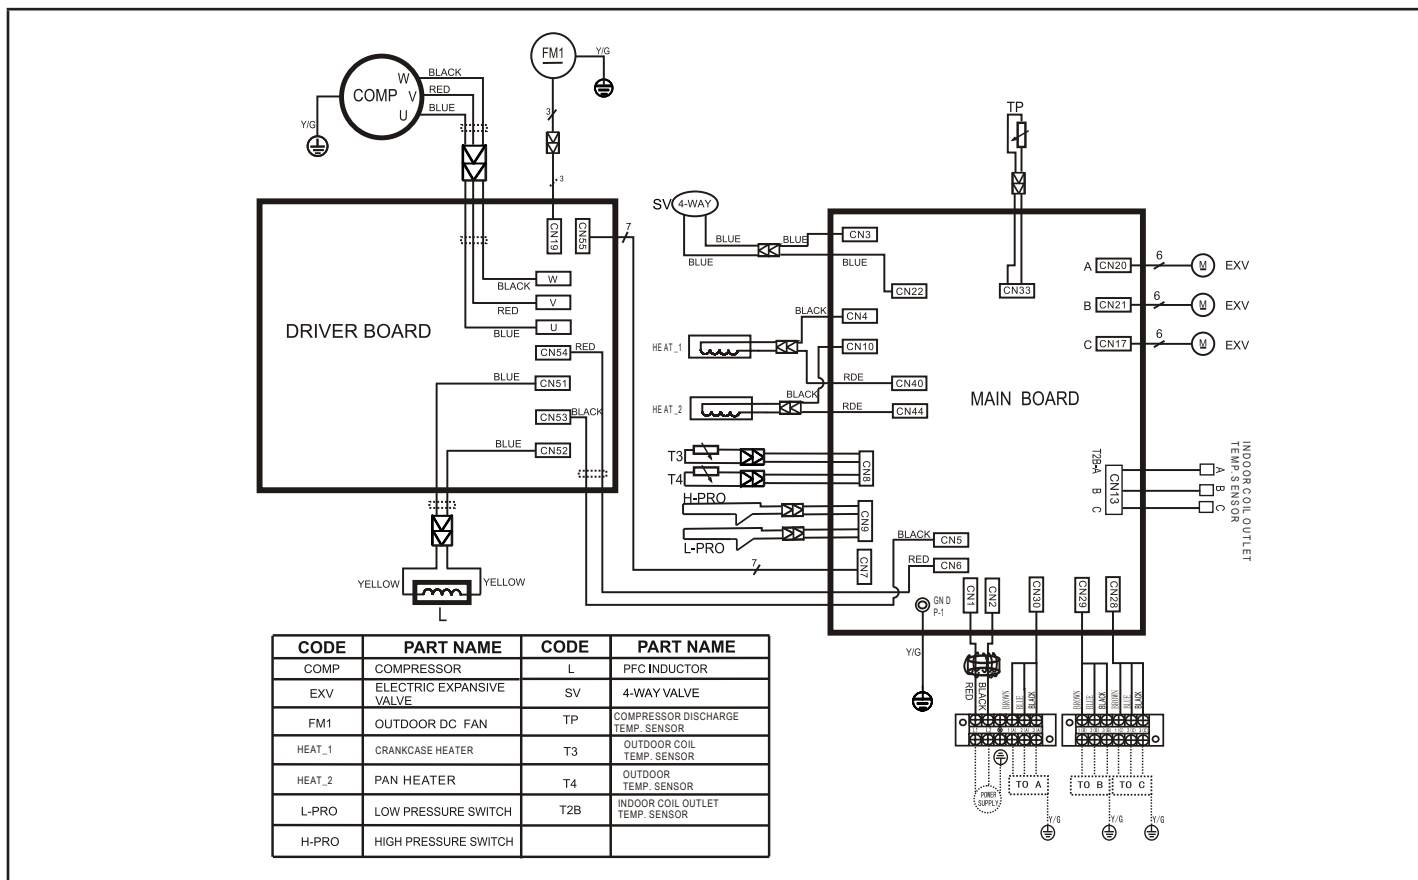 COMP
W
V
U
BLACK
RED
BLUE
Y/G
FM1
Y/G
3
3
DRIVER BOARD
CN19
CN55
7
W
BLACK
V
RED
U
BLUE
CN54
RED
BLUE
CN51
CN53
BLACK
BLUE
CN52
YELLOW
YELLOW
L
SV
4-WAY
BLUE
BLUE
BLUE
BLUE
CN3
CN22
TP
CN33
BLACK
CN4
CN10
HEAT_1
RDE
CN40
BLACK
HEAT_2
RDE
CN44
MAIN BOARD
A
CN20
6
M
EXV
B
CN21
6
M
EXV
C
CN17
6
M
EXV
T3
T4
CN8
H-PRO
L-PRO
CN9
7
CN7
BLACK
CN5
RED
CN6
T2B-A
B
C
CN13
A
B
C
INDOOR COIL OUTLET
TEMP. SENSOR
GND
P-1
Y/G
CN1
CN2
CN30
CN29
CN28
RED
BLACK
BROWN
BLUE
BLACK
BROWN
BLUE
BLACK
BROWN
BLUE
BLACK
POWER
SUPPLY
TO A
TO B
TO C
Y/G
Y/G
Y/G
CODE PART NAME CODE PART NAME
COMP COMPRESSOR L PFC INDUCTOR
EXV ELECTRIC EXPANSIVE
VALVE
SV 4-WAY VALVE
FM1 OUTDOOR DC FAN TP COMPRESSOR DISCHARGE
TEMP. SENSOR
HEAT_1 CRANKCASE HEATER T3 OUTDOOR COIL
TEMP. SENSOR
HEAT_2 PAN HEATER T4 OUTDOOR
TEMP. SENSOR
L-PRO LOW PRESSURE SWITCH T2B INDOOR COIL OUTLET
TEMP. SENSOR
H-PRO HIGH PRESSURE SWITCH